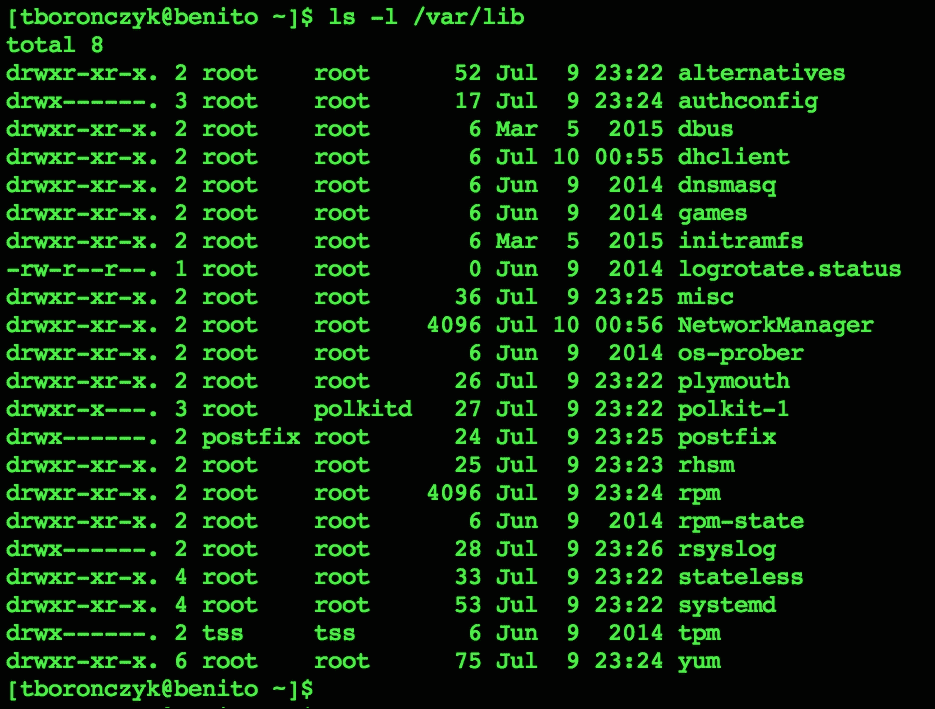 [tboronczyk@benito ~]$ ls -l /var/lib
total 8
drwxr-xr-x. 2 root    root      52 Jul  9 23:22 alternatives
drwx------. 3 root    root      17 Jul  9 23:24 authconfig
drwxr-xr-x. 2 root    root       6 Mar  5  2015 dbus
drwxr-xr-x. 2 root    root       6 Jul 10 00:55 dhclient
drwxr-xr-x. 2 root    root       6 Jun  9  2014 dnsmasq
drwxr-xr-x. 2 root    root       6 Jun  9  2014 games
drwxr-xr-x. 2 root    root       6 Mar  5  2015 initramfs
-rw-r--r--. 1 root    root       0 Jun  9  2014 logrotate.status
drwxr-xr-x. 2 root    root      36 Jul  9 23:25 misc
drwxr-xr-x. 2 root    root    4096 Jul 10 00:56 NetworkManager
drwxr-xr-x. 2 root    root       6 Jun  9  2014 os-prober
drwxr-xr-x. 2 root    root      26 Jul  9 23:22 plymouth
drwxr-x---. 3 root    polkitd   27 Jul  9 23:22 polkit-1
drwx------. 2 postfix root      24 Jul  9 23:25 postfix
drwxr-xr-x. 2 root    root      25 Jul  9 23:23 rhsm
drwxr-xr-x. 2 root    root    4096 Jul  9 23:24 rpm
drwxr-xr-x. 2 root    root       6 Jun  9  2014 rpm-state
drwx------. 2 root    root      28 Jul  9 23:26 rsyslog
drwxr-xr-x. 4 root    root      33 Jul  9 23:22 stateless
drwxr-xr-x. 4 root    root      53 Jul  9 23:22 systemd
drwx------. 2 tss     tss        6 Jun  9  2014 tpm
drwxr-xr-x. 6 root    root      75 Jul  9 23:24 yum
[tboronczyk@benito ~]$